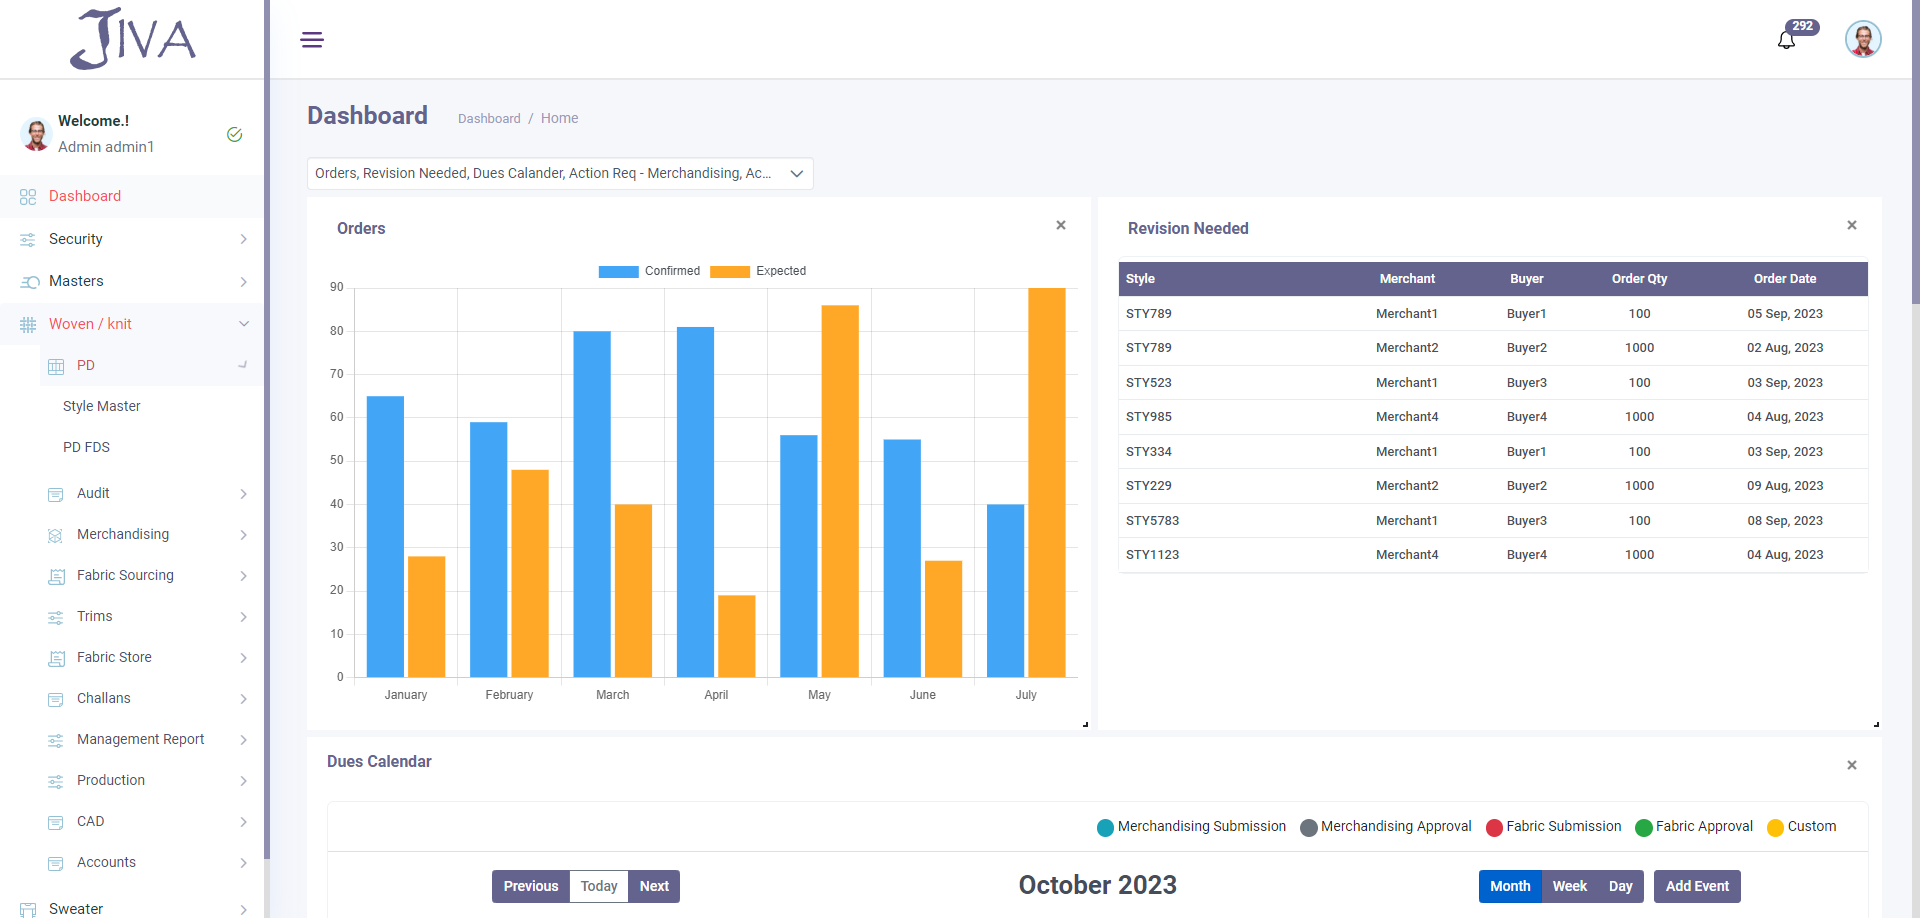 JIVA
292
Welcome.!
Admin admin1
Dashboard
Security
Masters
Woven / knit
PD
Style Master
PD FDS
Audit
Merchandising
Fabric Sourcing
Trims
Fabric Store
Challans
Management Report
Production
CAD
Accounts
Sweater
Dashboard
Dashboard / Home
Orders, Revision Needed, Dues Calander, Action Req - Merchandising, Ac...
Orders
Confirmed Expected
90
80
70
60
50
40
30
20
10
0
January February March April May June July
Revision Needed
Style Merchant Buyer Order Qty Order Date
STY789 Merchant1 Buyer1 100 05 Sep, 2023
STY789 Merchant2 Buyer2 1000 02 Aug, 2023
STY523 Merchant1 Buyer3 100 03 Sep, 2023
STY985 Merchant4 Buyer4 1000 04 Aug, 2023
STY334 Merchant1 Buyer1 100 03 Sep, 2023
STY229 Merchant2 Buyer2 1000 09 Aug, 2023
STY5783 Merchant1 Buyer3 100 08 Sep, 2023
STY1123 Merchant4 Buyer4 1000 04 Aug, 2023
Dues Calendar
Merchandising Submission Merchandising Approval Fabric Submission Fabric Approval Custom
Previous Today Next October 2023 Month Week Day Add Event